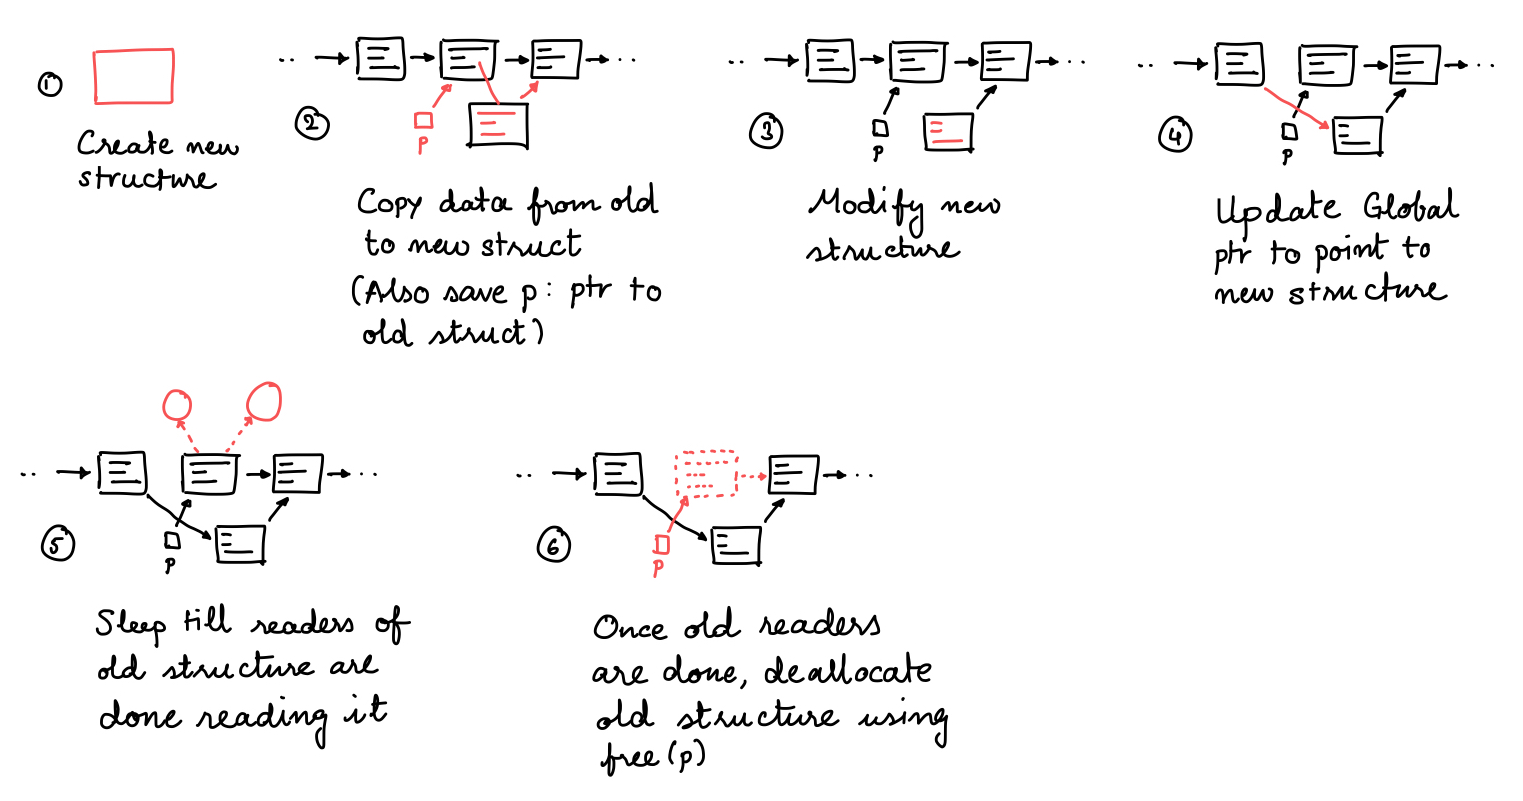 1
Create new
structure
2
P
Copy data from old
to new struct
(Also save p: ptr to
old struct)
3
P
Modify new
structure
4
P
Update Global
ptr to point to
new structure
5
P
Sleep till readers of
old structure are
done reading it
6
P
Once old readers
are done, deallocate
old structure using
free(p)